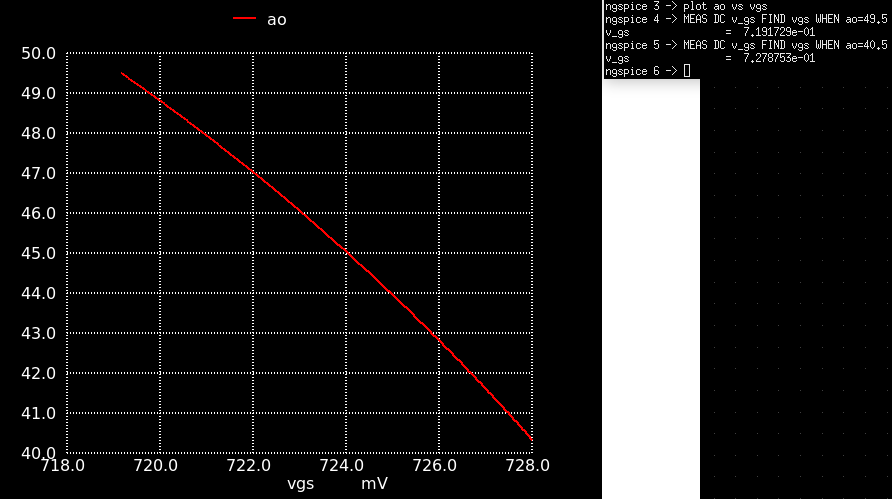 ao
50.0
49.0
48.0
47.0
46.0
45.0
44.0
43.0
42.0
41.0
40.0
718.0 720.0 722.0 724.0 726.0 728.0
vgs mV
ngspice 3 -> plot ao vs vgs
ngspice 4 -> MEAS DC v_gs FIND vgs WHEN ao=49.5
v_gs = 7.191729e-01
ngspice 5 -> MEAS DC v_gs FIND vgs WHEN ao=40.5
v_gs = 7.278753e-01
ngspice 6 ->